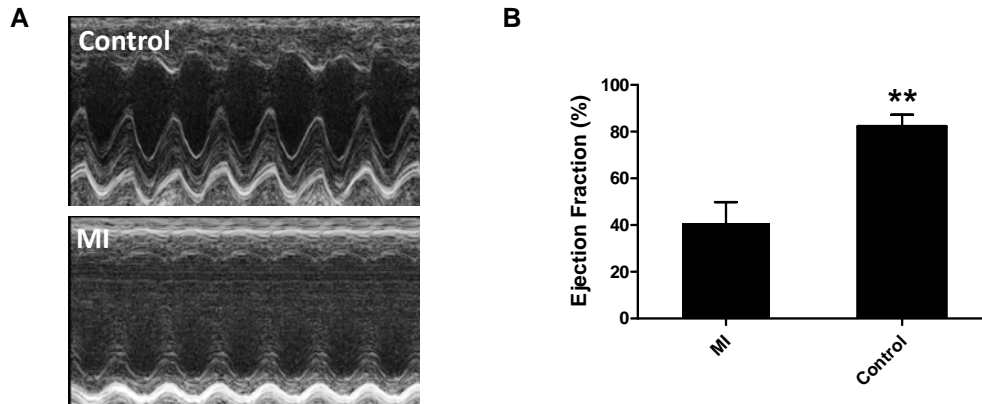 A
Control
MI
B
Ejection Fraction (%)
100
80
60
40
20
0
**
MI
Control